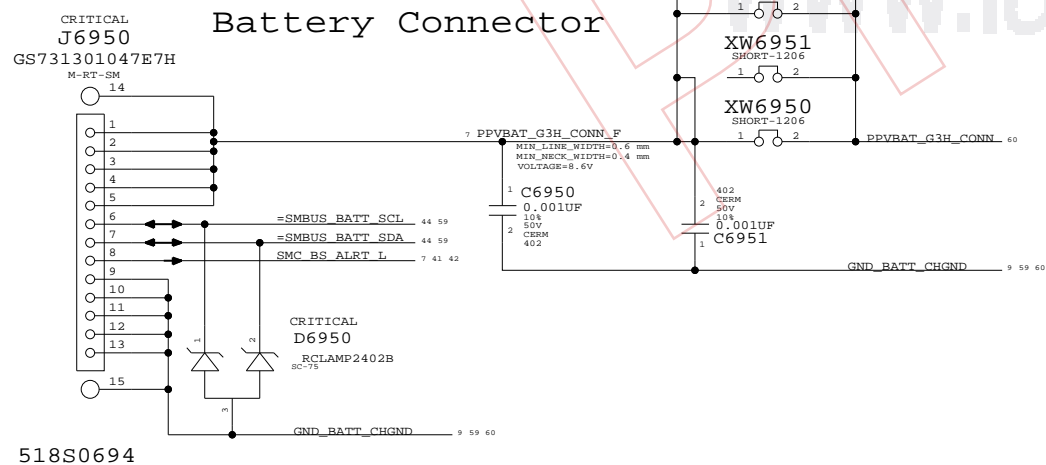 Battery Connector
CRITICAL
J6950
GS731301047E7H
M-RT-SM
14
1
2
3
4
5
6
7
8
9
10
11
12
13
15
518S0694
7 PPVBAT_G3H_CONN_F
MIN_LINE_WIDTH=0.6 mm
MIN_NECK_WIDTH=0.4 mm
VOLTAGE=8.6V
=SMBUS_BATT_SCL 44 59
=SMBUS_BATT_SDA 44 59
SMC_BS_ALRT_L 7 41 42
CRITICAL
D6950
RCLAMP2402B
SC-75
1
2
3
GND_BATT_CHGND 9 59 60
1
C6950
0.001UF
10%
50V
CERM
402
2
1 2
XW6951
SHORT-1206
1 2
XW6950
SHORT-1206
1 2
PPVBAT_G3H_CONN 60
402
CERM
50V
10%
0.001UF
C6951
2
1
GND_BATT_CHGND 9 59 60